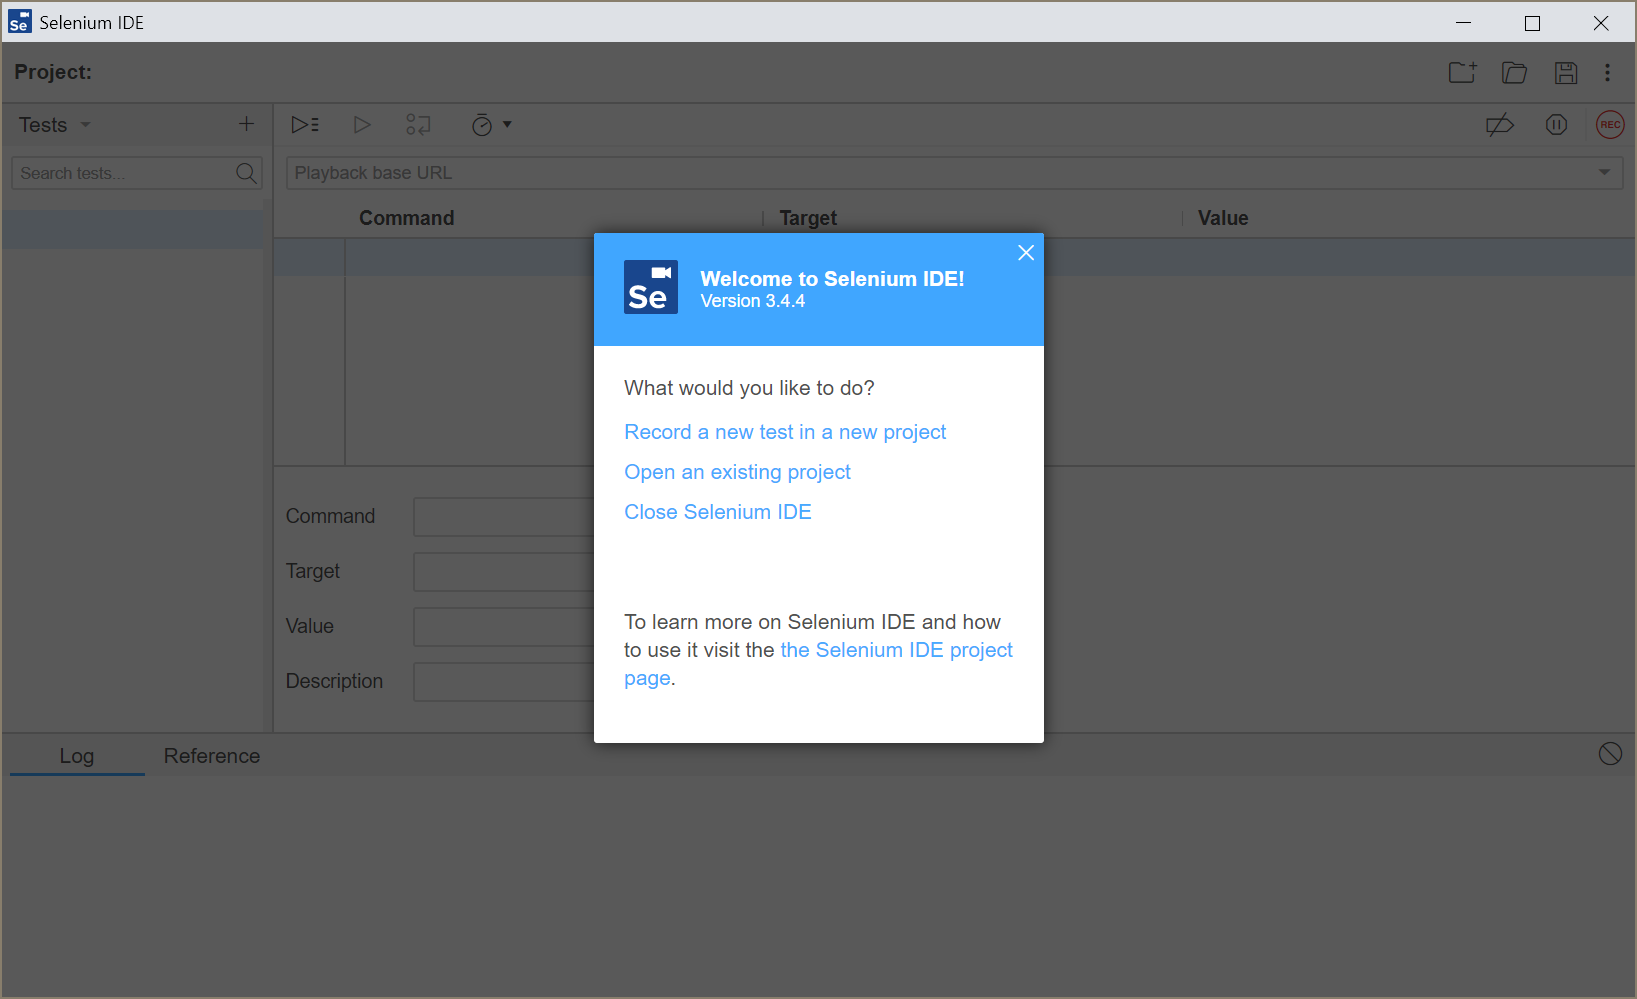 Se Selenium IDE
Project:
Tests
Search tests...
Playback base URL
REC
Command Target Value
Se
Welcome to Selenium IDE!
Version 3.4.4
What would you like to do?
Record a new test in a new project
Open an existing project
Close Selenium IDE
To learn more on Selenium IDE and how
to use it visit the the Selenium IDE project
page.
Command
Target
Value
Description
Log Reference